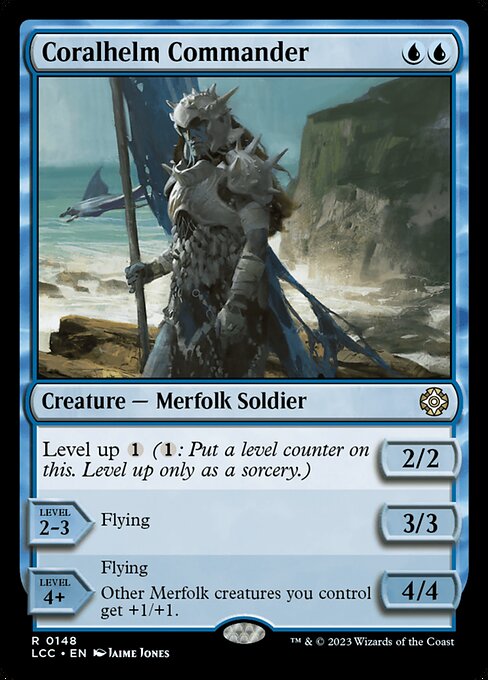 Coralhelm Commander
Creature — Merfolk Soldier
Level up 1 (1: Put a level counter on
this. Level up only as a sorcery.)
2/2
LEVEL
2-3
Flying
3/3
LEVEL
4+
Flying
Other Merfolk creatures you control
get +1/+1.
4/4
R 0148
LCC • EN Jaime Jones
™ & © 2023 Wizards of the Coast